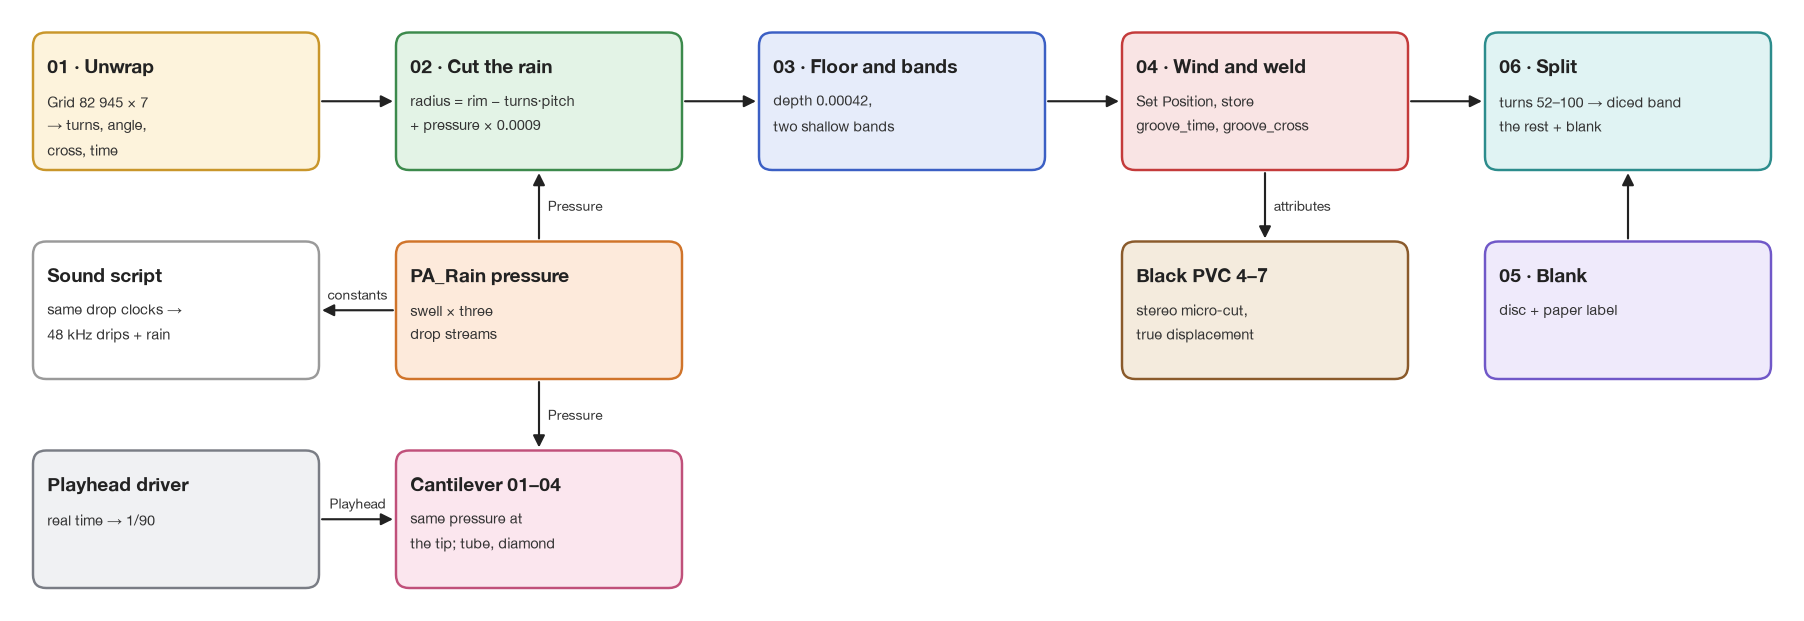 01 · Unwrap
Grid 82 945 × 7
→ turns, angle,
cross, time
02 · Cut the rain
radius = rim − turns·pitch
+ pressure × 0.0009
03 · Floor and bands
depth 0.00042,
two shallow bands
04 · Wind and weld
Set Position, store
groove_time, groove_cross
06 · Split
turns 52–100 → diced band
the rest + blank
Pressure
attributes
Sound script
same drop clocks →
48 kHz drips + rain
constants
PA_Rain pressure
swell × three
drop streams
Black PVC 4–7
stereo micro-cut,
true displacement
05 · Blank
disc + paper label
Pressure
Playhead driver
real time → 1/90
Playhead
Cantilever 01–04
same pressure at
the tip; tube, diamond